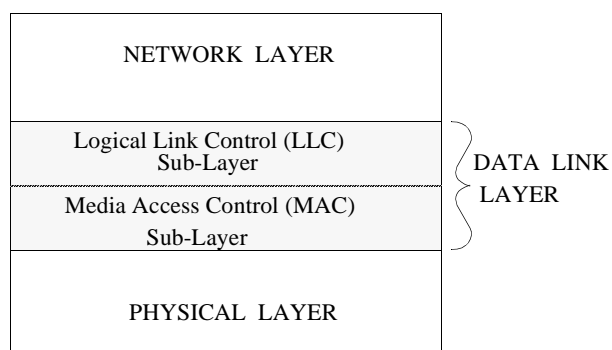 NETWORK LAYER
Logical Link Control (LLC)
Sub-Layer
Media Access Control (MAC)
Sub-Layer
DATA LINK
LAYER
PHYSICAL LAYER